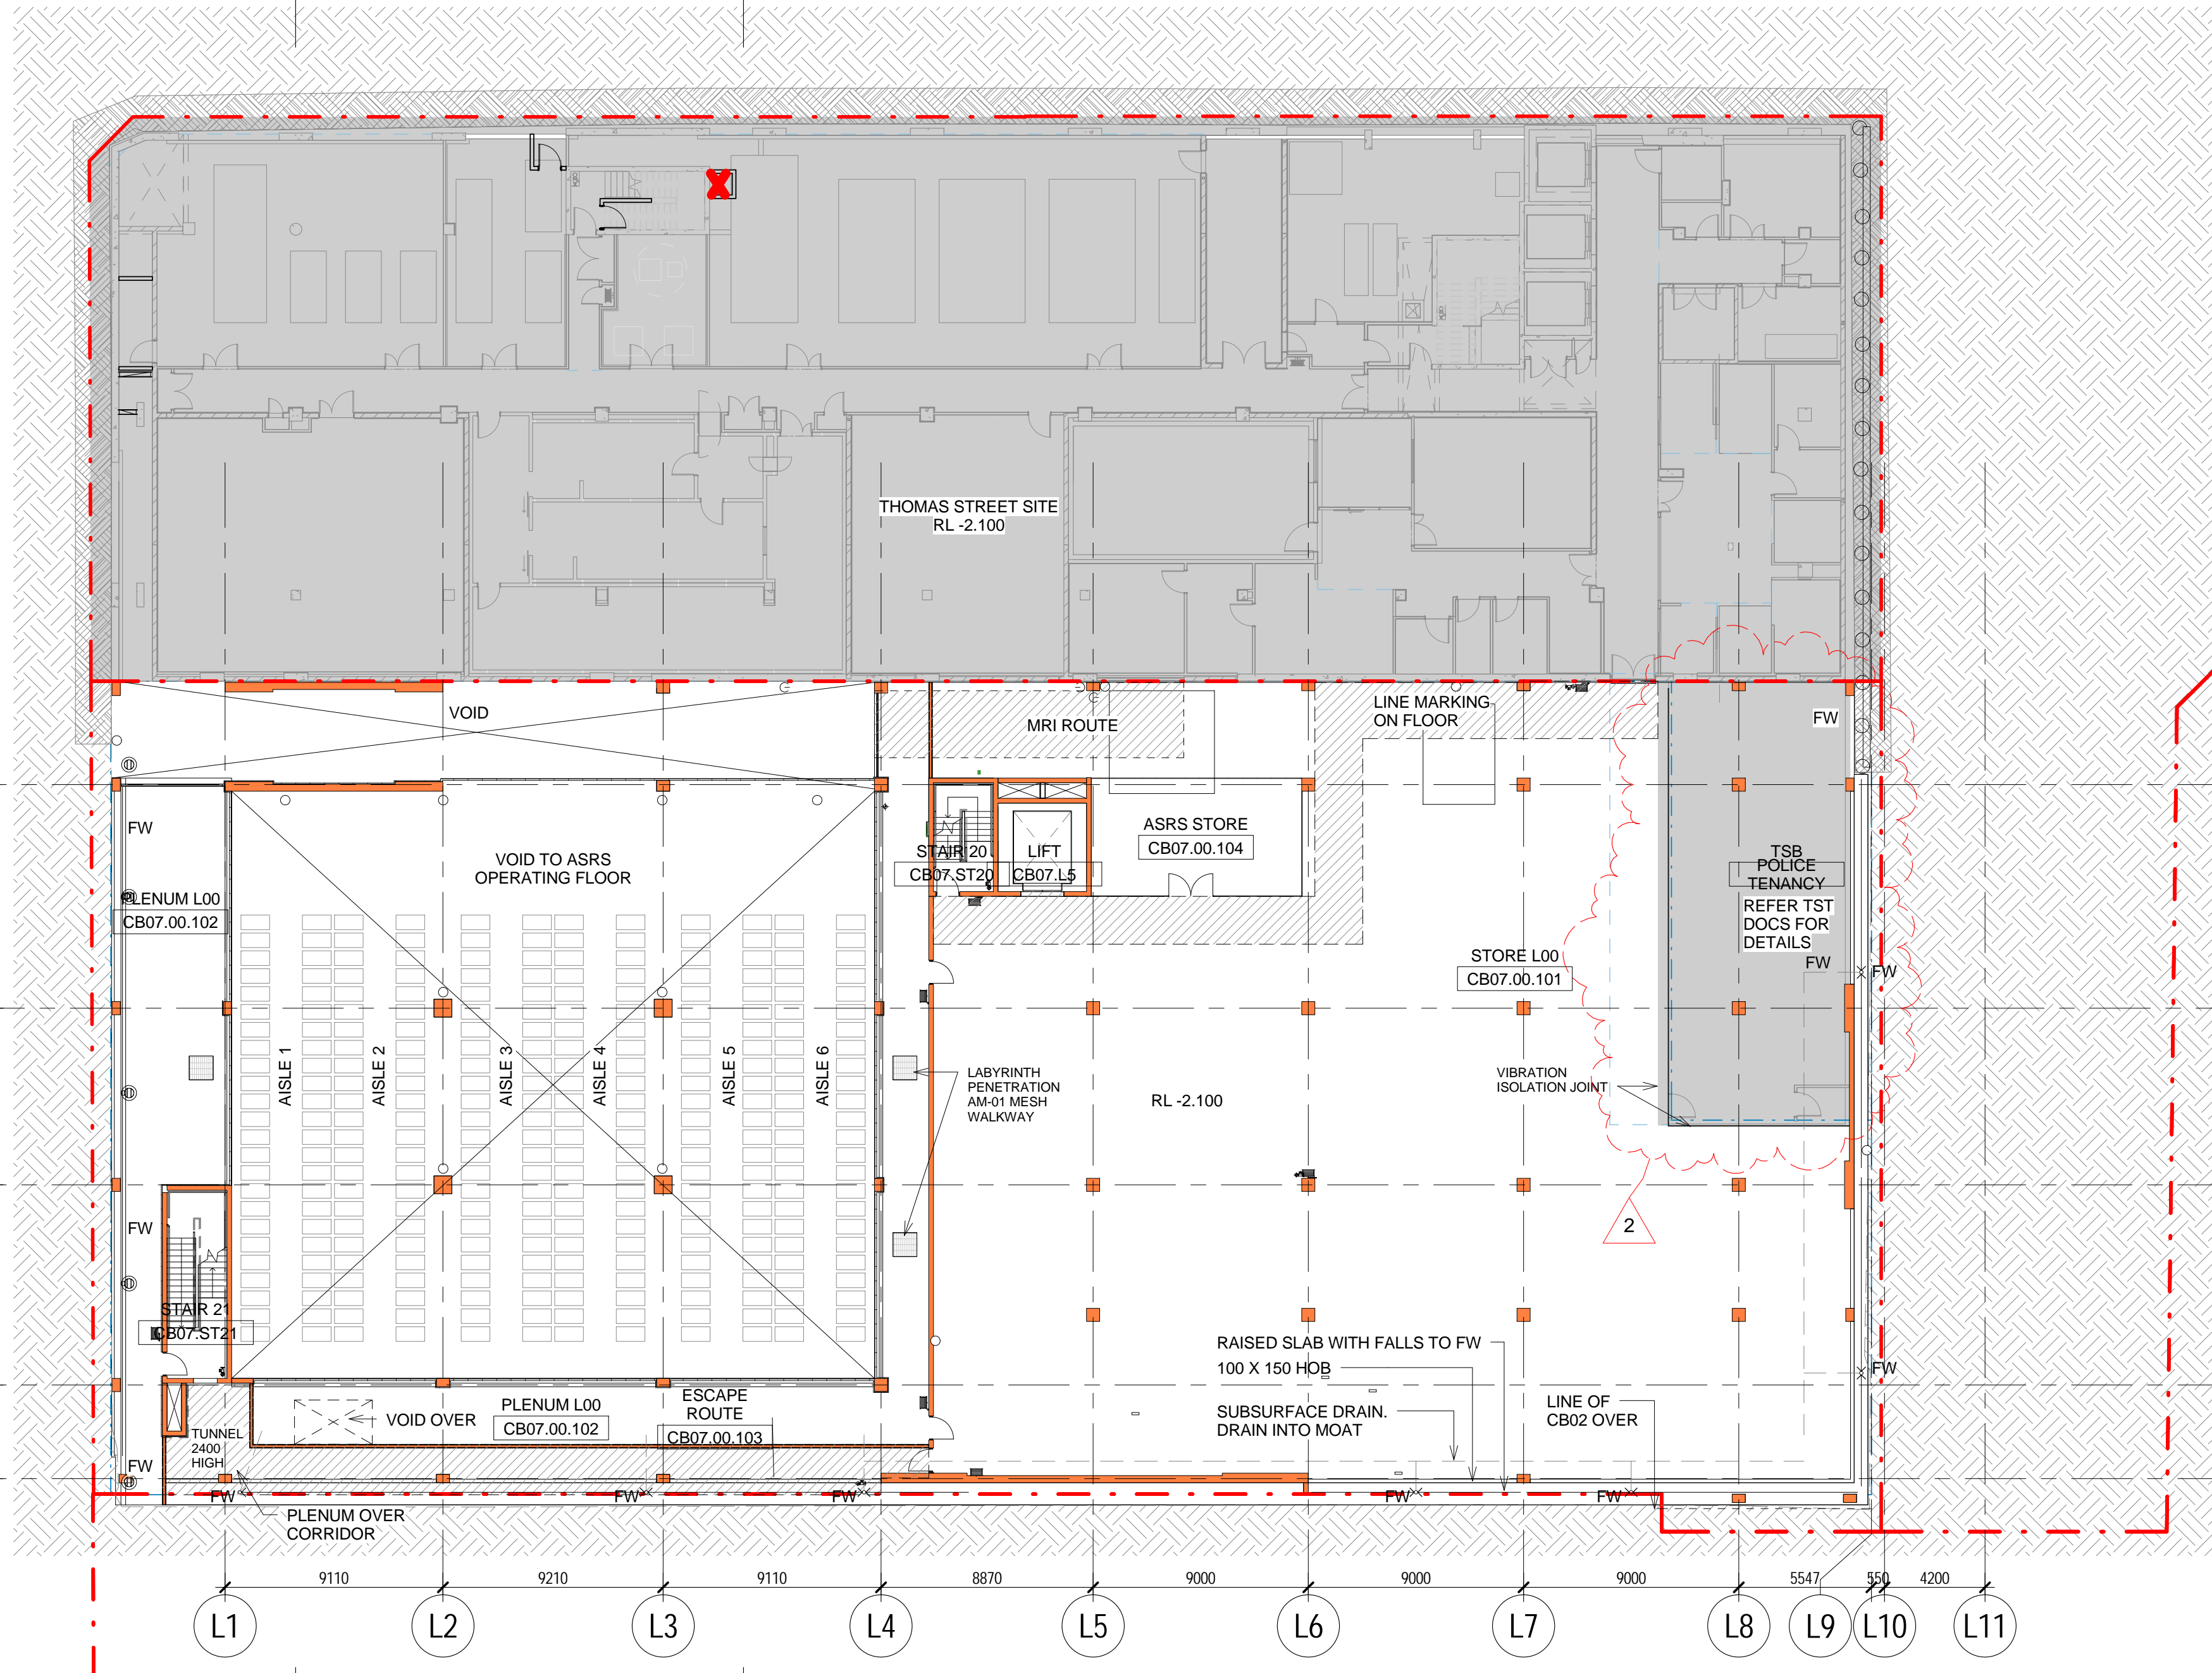 THOMAS STREET SITE
RL -2.100
VOID
MRI ROUTE
LINE MARKING
ON FLOOR
FW
FW
VOID TO ASRS
OPERATING FLOOR
STAIR 20
CB07.ST20
LIFT
CB07.L5
ASRS STORE
CB07.00.104
TSB
POLICE
TENANCY
REFER TST
DOCS FOR
DETAILS
PLENUM L00
CB07.00.102
STORE L00
CB07.00.101
FW
FW
AISLE 1
AISLE 2
AISLE 3
AISLE 4
AISLE 5
AISLE 6
LABYRINTH
PENETRATION
AM-01 MESH
WALKWAY
RL -2.100
VIBRATION
ISOLATION JOINT
FW
2
STAIR 21
CB07.ST21
RAISED SLAB WITH FALLS TO FW
100 X 150 HOB
SUBSURFACE DRAIN.
DRAIN INTO MOAT
LINE OF
CB02 OVER
FW
VOID OVER
PLENUM L00
CB07.00.102
ESCAPE
ROUTE
CB07.00.103
TUNNEL
2400
HIGH
FW
FW
FW
FW
FW
FW
PLENUM OVER
CORRIDOR
9110
9210
9110
8870
9000
9000
9000
5547
550
4200
L1
L2
L3
L4
L5
L6
L7
L8
L9
L10
L11